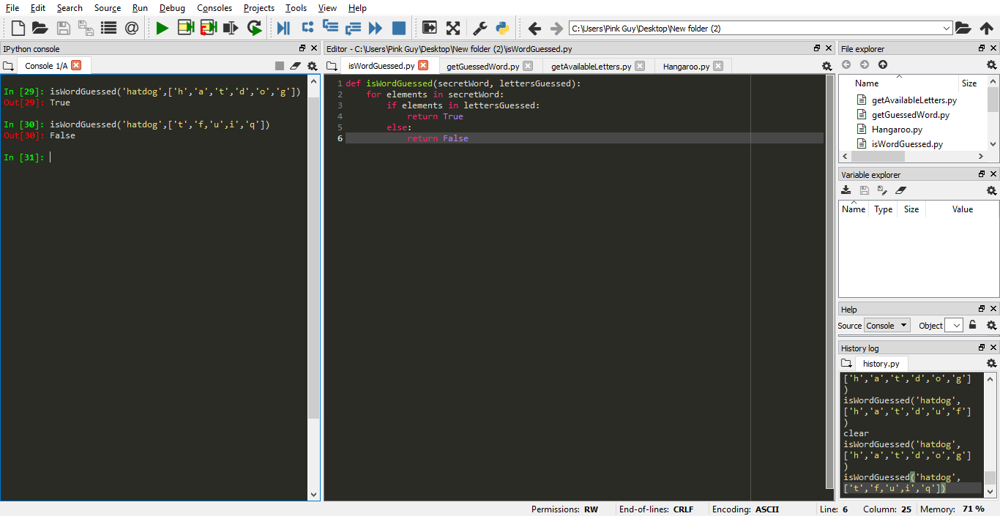 File Edit Search Source Run Debug Consoles Projects Tools View Help
C:\Users\Pink Guy\Desktop\New folder (2)
IPython console
Console 1/A
In [29]: isWordGuessed('hatdog',['h','a','t','d','o','g'])
Out[29]: True
In [30]: isWordGuessed('hatdog',['t','f,'u',i','q'])
Out[30]: False
In [31]:
Editor - C:\Users\Pink Guy\Desktop\New folder (2)\isWordGuessed.py
isWordGuessed.py getGuessedWord.py getAvailableLetters.py Hangaroo.py
1 def isWordGuessed(secretWord, lettersGuessed):
2 for elements in secretWord:
3 if elements in lettersGuessed:
4 return True
5 else:
6 return False
File explorer
Name Size
getAvailableLetters.py
getGuessedWord.py
Hangaroo.py
isWordGuessed.py
Variable explorer
Name Type Size Value
Help
Source Console Object
History log
history.py
['h','a','t','d','o','g']
)
isWordGuessed('hatdog',
['h','a','t','d','u','f']
)
clear
isWordGuessed('hatdog',
['h','a','t','d','o','g']
)
isWordGuessed('hatdog',
['t','f,'u',i','q'])
Permissions: RW End-of-lines: CRLF Encoding: ASCII Line: 6 Column: 25 Memory: 71 %